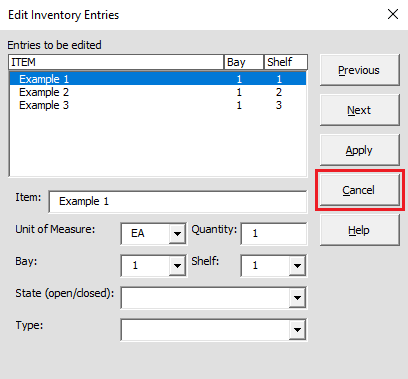 Edit Inventory Entries
Entries to be edited
ITEM Bay Shelf
Example 1 1 1
Example 2 1 2
Example 3 1 3
Previous
Next
Apply
Cancel
Help
Item: Example 1
Unit of Measure: EA Quantity: 1
Bay: 1 Shelf: 1
State (open/closed):
Type: